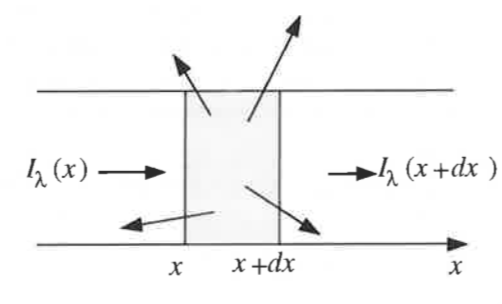 I_λ(x)
I_λ(x+dx)
x x+dx x